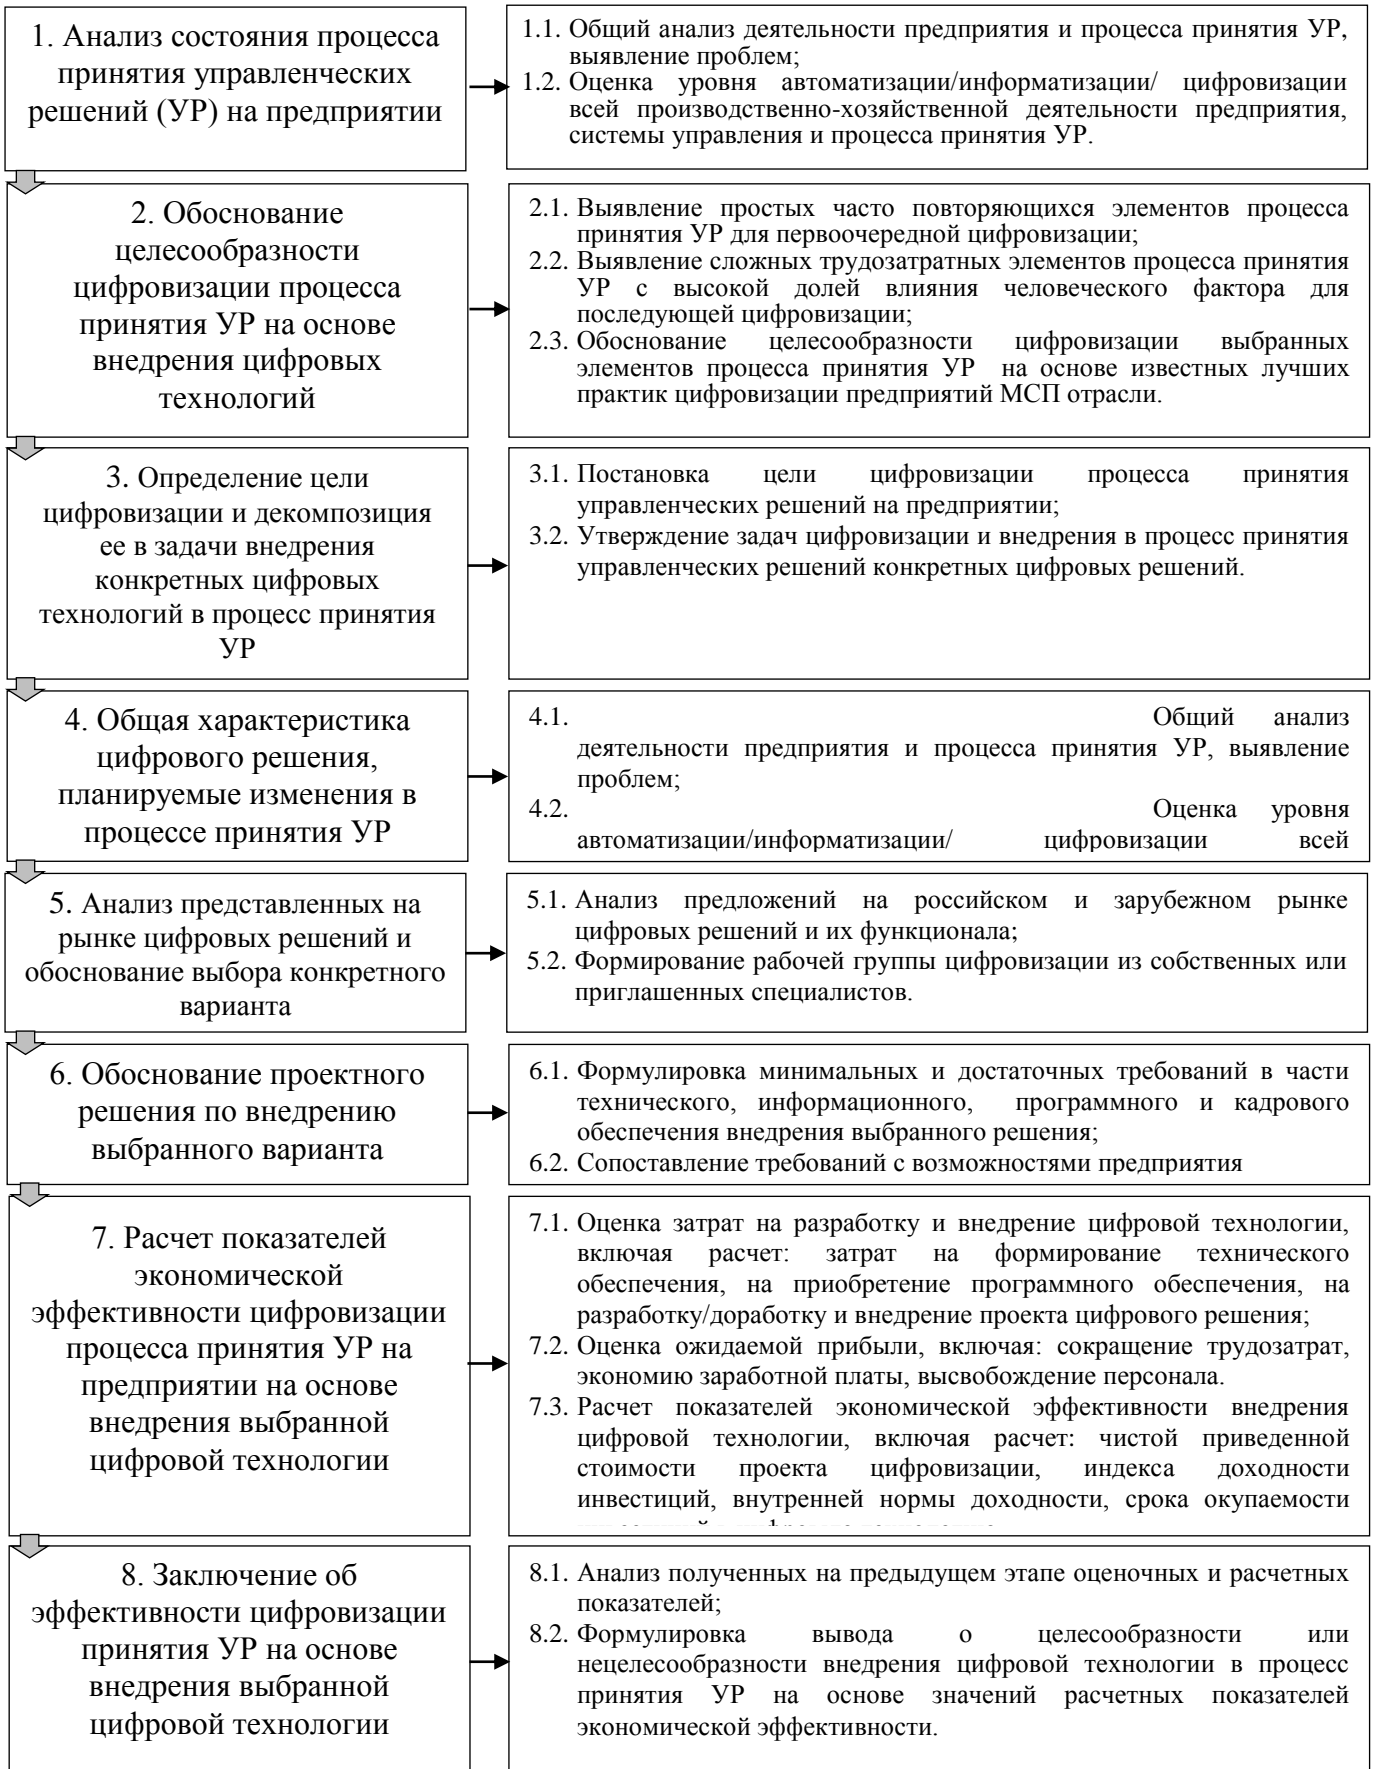 1. Анализ состояния процесса
принятия управленческих
решений (УР) на предприятии
1.1. Общий анализ деятельности предприятия и процесса принятия УР,
выявление проблем;
1.2. Оценка уровня автоматизации/информатизации/ цифровизации
всей производственно-хозяйственной деятельности предприятия,
системы управления и процесса принятия УР.
2. Обоснование
целесообразности
цифровизации процесса
принятия УР на основе
внедрения цифровых
технологий
2.1. Выявление простых часто повторяющихся элементов процесса
принятия УР для первоочередной цифровизации;
2.2. Выявление сложных трудозатратных элементов процесса принятия
УР с высокой долей влияния человеческого фактора для
последующей цифровизации;
2.3. Обоснование целесообразности цифровизации выбранных
элементов процесса принятия УР на основе известных лучших
практик цифровизации предприятий МСП отрасли.
3. Определение цели
цифровизации и декомпозиция
ее в задачи внедрения
конкретных цифровых
технологий в процесс принятия
УР
3.1. Постановка цели цифровизации процесса принятия
управленческих решений на предприятии;
3.2. Утверждение задач цифровизации и внедрения в процесс принятия
управленческих решений конкретных цифровых решений.
4. Общая характеристика
цифрового решения,
планируемые изменения в
процессе принятия УР
4.1. Общий анализ
деятельности предприятия и процесса принятия УР, выявление
проблем;
4.2. Оценка уровня
автоматизации/информатизации/ цифровизации всей
5. Анализ представленных на
рынке цифровых решений и
обоснование выбора конкретного
варианта
5.1. Анализ предложений на российском и зарубежном рынке
цифровых решений и их функционала;
5.2. Формирование рабочей группы цифровизации из собственных или
приглашенных специалистов.
6. Обоснование проектного
решения по внедрению
выбранного варианта
6.1. Формулировка минимальных и достаточных требований в части
технического, информационного, программного и кадрового
обеспечения внедрения выбранного решения;
6.2. Сопоставление требований с возможностями предприятия
7. Расчет показателей
экономической
эффективности цифровизации
процесса принятия УР на
предприятии на основе
внедрения выбранной
цифровой технологии
7.1. Оценка затрат на разработку и внедрение цифровой технологии,
включая расчет: затрат на формирование технического
обеспечения, на приобретение программного обеспечения, на
разработку/доработку и внедрение проекта цифрового решения;
7.2. Оценка ожидаемой прибыли, включая: сокращение трудозатрат,
экономию заработной платы, высвобождение персонала.
7.3. Расчет показателей экономической эффективности внедрения
цифровой технологии, включая расчет: чистой приведенной
стоимости проекта цифровизации, индекса доходности
инвестиций, внутренней нормы доходности, срока окупаемости
8. Заключение об
эффективности цифровизации
принятия УР на основе
внедрения выбранной
цифровой технологии
8.1. Анализ полученных на предыдущем этапе оценочных и расчетных
показателей;
8.2. Формулировка вывода о целесообразности или
нецелесообразности внедрения цифровой технологии в процесс
принятия УР на основе значений расчетных показателей
экономической эффективности.